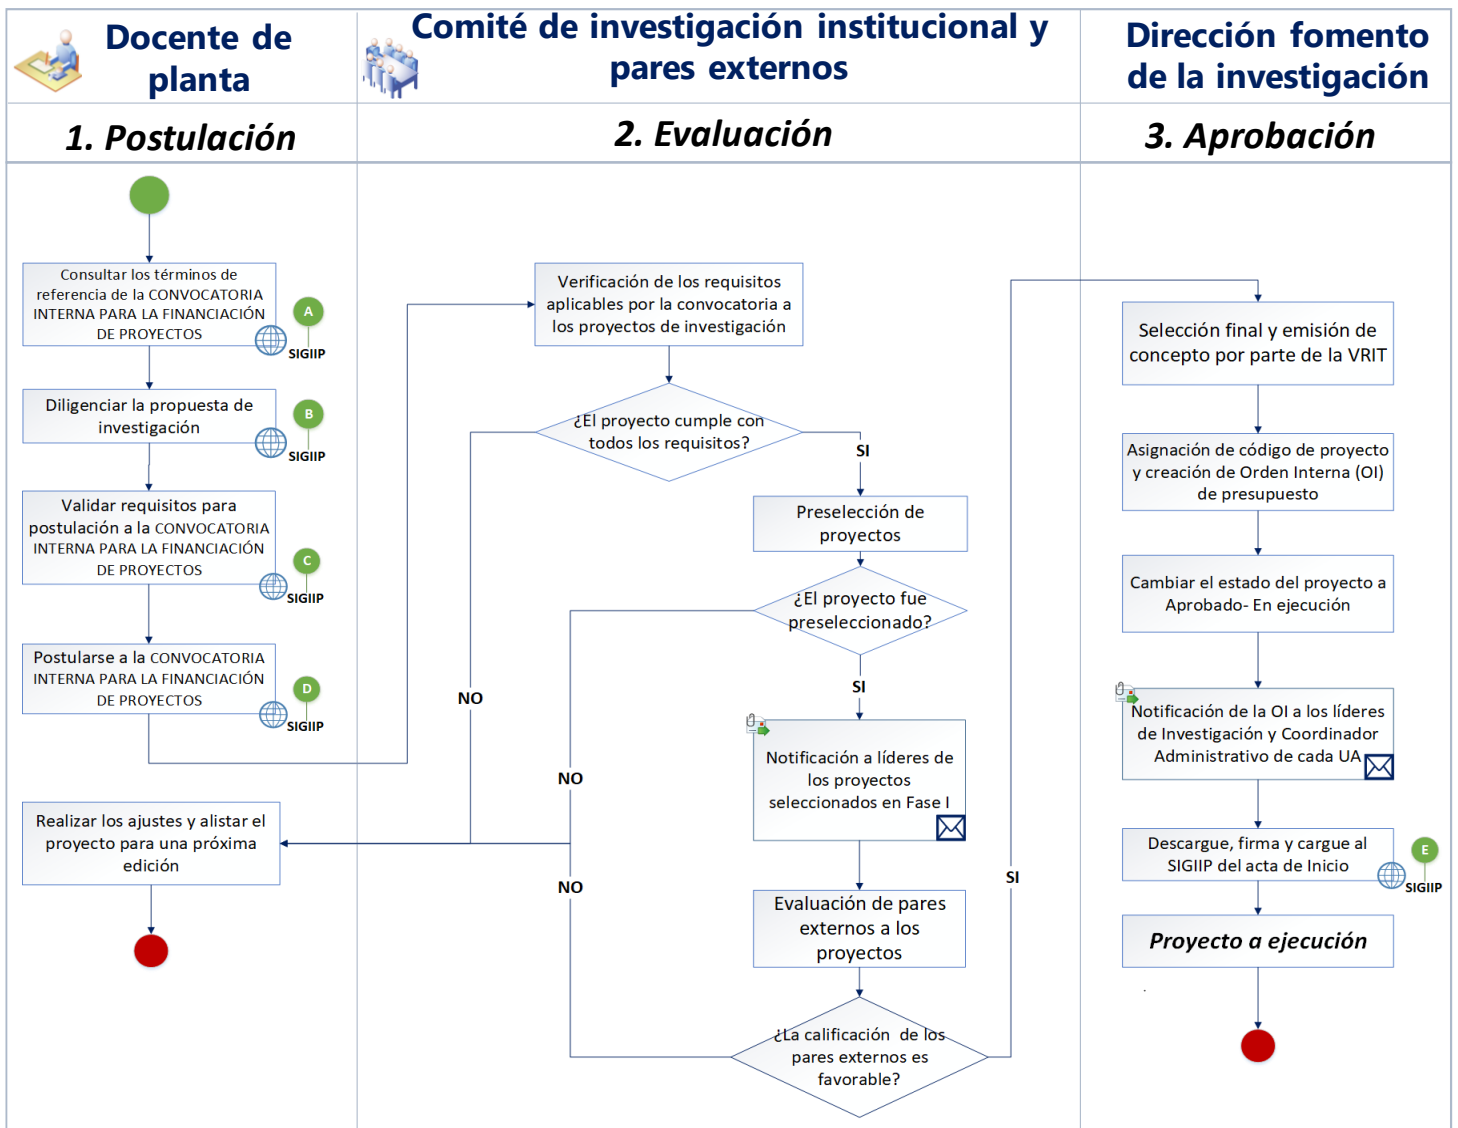 Docente de
planta
Comité de investigación institucional y
pares externos
Dirección fomento
de la investigación
1. Postulación
2. Evaluación
3. Aprobación
Consultar los términos de
referencia de la CONVOCATORIA
INTERNA PARA LA FINANCIACIÓN
DE PROYECTOS
A
SIGIIP
Diligenciar la propuesta de
investigación
B
SIGIIP
Validar requisitos para
postulación a la CONVOCATORIA
INTERNA PARA LA FINANCIACIÓN
DE PROYECTOS
C
SIGIIP
Postularse a la CONVOCATORIA
INTERNA PARA LA FINANCIACIÓN
DE PROYECTOS
D
SIGIIP
Realizar los ajustes y alistar el
proyecto para una próxima
edición
Verificación de los requisitos
aplicables por la convocatoria a
los proyectos de investigación
¿El proyecto cumple con
todos los requisitos?
SI
NO
Preselección de
proyectos
¿El proyecto fue
preseleccionado?
SI
NO
Notificación a líderes de
los proyectos
seleccionados en Fase I
Evaluación de pares
externos a los
proyectos
¿La calificación de los
pares externos es
favorable?
NO
SI
Selección final y emisión de
concepto por parte de la VRIT
Asignación de código de proyecto
y creación de Orden Interna (OI)
de presupuesto
Cambiar el estado del proyecto a
Aprobado- En ejecución
Notificación de la OI a los líderes
de Investigación y Coordinador
Administrativo de cada UA
Descargue, firma y cargue al
SIGIIP del acta de Inicio
E
SIGIIP
Proyecto a ejecución